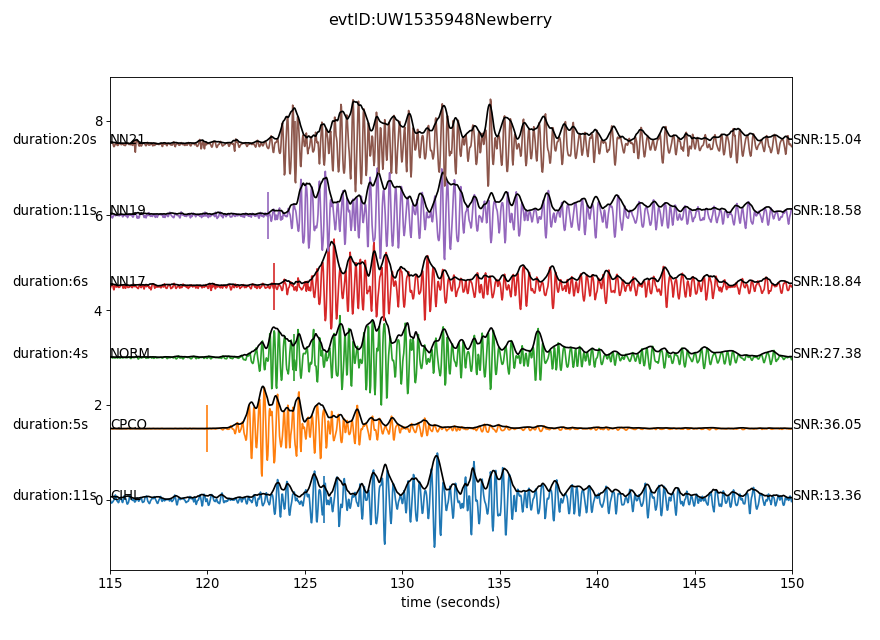 evtID:UW1535948Newberry
8
duration:20s NN21 SNR:15.04
duration:11s NN19 SNR:18.58
6
duration:6s NN17 SNR:18.84
4
duration:4s NORM SNR:27.38
2
duration:5s CPCO SNR:36.05
duration:11s SNR:13.36
0
115 120 125 130 135 140 145 150
time (seconds)